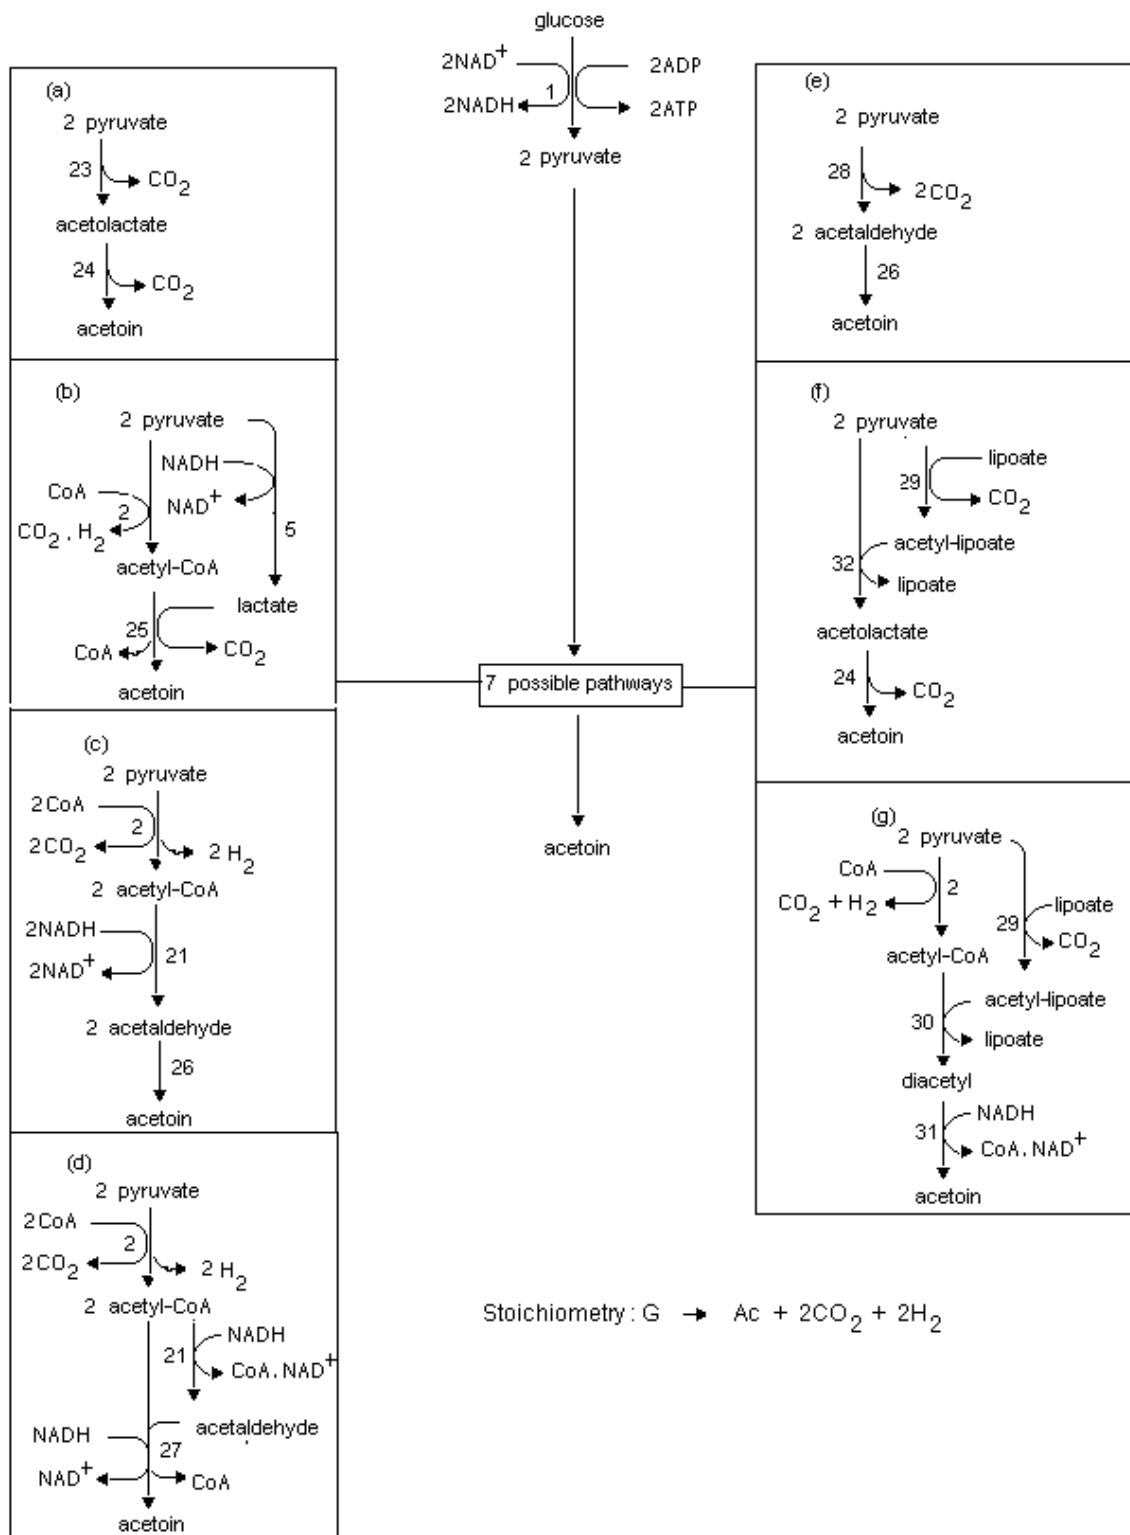 glucose
2NAD+ 2ADP
1
2NADH 2ATP
2 pyruvate
7 possible pathways
acetoin
(a)
2 pyruvate
23
CO2
acetolactate
24
CO2
acetoin
(b)
2 pyruvate
NADH
CoA
2
NAD+
CO2 . H2
5
acetyl-CoA
lactate
25
CoA
CO2
acetoin
(c)
2 pyruvate
2CoA
2
2CO2
2 H2
2 acetyl-CoA
2NADH
21
2NAD+
2 acetaldehyde
26
acetoin
(d)
2 pyruvate
2CoA
2
2CO2
2 H2
2 acetyl-CoA
NADH
21
CoA.NAD+
acetaldehyde
NADH
27
NAD+
CoA
acetoin
(e)
2 pyruvate
28
2CO2
2 acetaldehyde
26
acetoin
(f)
2 pyruvate
lipoate
29
CO2
acetyl-lipoate
32
lipoate
acetolactate
24
CO2
acetoin
(g)
2 pyruvate
CoA
2
CO2 + H2
lipoate
29
CO2
acetyl-CoA
acetyl-lipoate
30
lipoate
diacetyl
NADH
31
CoA.NAD+
acetoin
Stoichiometry : G → Ac + 2CO2 + 2H2